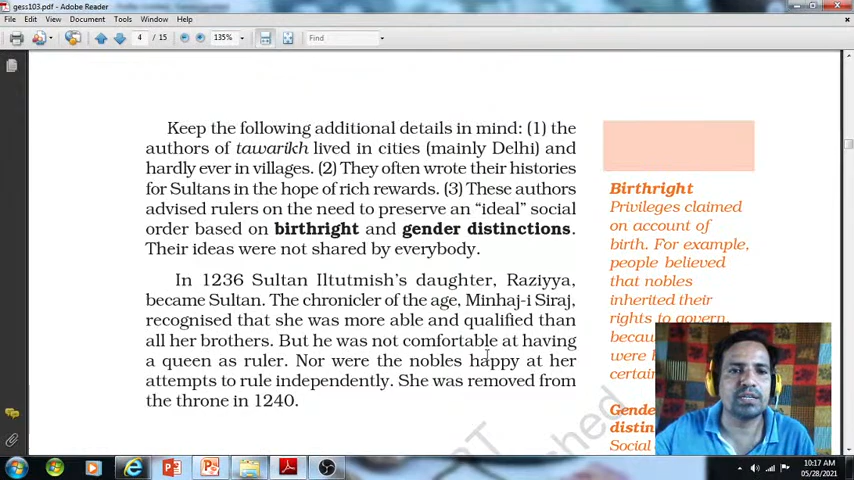 gess103.pdf - Adobe Reader
File Edit View Document Tools Window Help
4 / 15 135% Find
Keep the following additional details in mind: (1) the
authors of tawarikh lived in cities (mainly Delhi) and
hardly ever in villages. (2) They often wrote their histories
for Sultans in the hope of rich rewards. (3) These authors
advised rulers on the need to preserve an “ideal” social
order based on birthright and gender distinctions.
Their ideas were not shared by everybody.
In 1236 Sultan Iltutmish’s daughter, Raziyya,
became Sultan. The chronicler of the age, Minhaj-i Siraj,
recognised that she was more able and qualified than
all her brothers. But he was not comfortable at having
a queen as ruler. Nor were the nobles happy at her
attempts to rule independently. She was removed from
the throne in 1240.
Birthright
Privileges claimed
on account of
birth. For example,
people believed
that nobles
inherited their
rights to govern,
were
Social
10:17 AM
05/28/2021